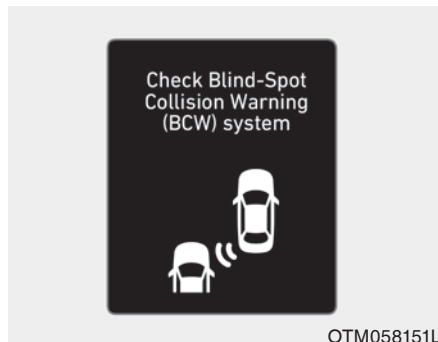 Check Blind-Spot
Collision Warning
(BCW) system
OTM058151L